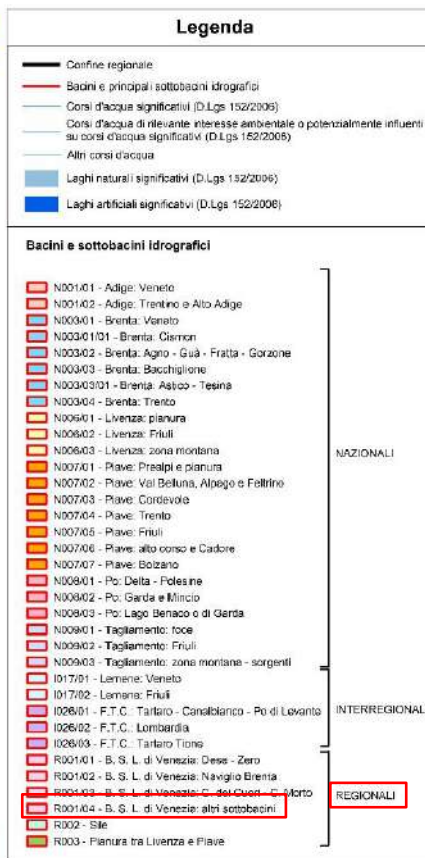 Legenda
Confine regionale
Bacini e principali sottobacini idrografici
Corsi d'acqua significativi (D.Lgs 152/2006)
Corsi d'acqua di rilevante interesse ambientale o potenzialmente influenti
su corsi d'acqua significativi (D.Lgs 152/2006)
Altri corsi d'acqua
Laghi naturali significativi (D.Lgs 152/2006)
Laghi artificiali significativi (D.Lgs 152/2006)
Bacini e sottobacini idrografici
N001/01 - Adige: Veneto
N001/02 - Adige: Trentino e Alto Adige
N003/01 - Brenta: Veneto
N003/01/01 - Brenta: Cismon
N003/02 - Brenta: Agno - Guà - Fratta - Gorzone
N003/03 - Brenta: Bacchiglione
N003/03/01 - Brenta: Astico - Tesina
N003/04 - Brenta: Trento
N006/01 - Livenza: pianura
N006/02 - Livenza: Friuli
N006/03 - Livenza: zona montana
N007/01 - Piave: Prealpi e pianura
N007/02 - Piave: Val Belluna, Alpago e Feltrino
N007/03 - Piave: Cordevole
N007/04 - Piave: Trento
N007/05 - Piave: Friuli
N007/06 - Piave: alto corso e Cadore
N007/07 - Piave: Bolzano
N008/01 - Po: Delta - Polesine
N008/02 - Po: Garda e Mincio
N008/03 - Po: Lago Benaco o di Garda
N009/01 - Tagliamento: foce
N009/02 - Tagliamento: Friuli
N009/03 - Tagliamento: zona montana - sorgenti
NAZIONALI
I017/01 - Lemene: Veneto
I017/02 - Lemene: Friuli
I026/01 - F.T.C.: Tartaro - Canalbianco - Po di Levante
I026/02 - F.T.C.: Lombardia
I026/03 - F.T.C.: Tartaro Tione
INTERREGIONALI
R001/01 - B. S. L. di Venezia: Dese - Zero
R001/02 - B. S. L. di Venezia: Naviglio Brenta
R001/03 - B. S. L. di Venezia: C. dei Cuori - C. Morto
R001/04 - B. S. L. di Venezia: altri sottobacini
R002 - Sile
R003 - Pianura tra Livenza e Piave
REGIONALI